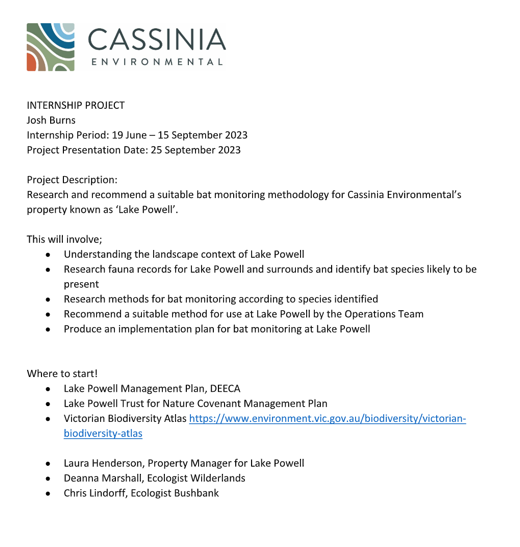 CASSINIA
ENVIRONMENTAL
INTERNSHIP PROJECT
Josh Burns
Internship Period: 19 June – 15 September 2023
Project Presentation Date: 25 September 2023
Project Description:
Research and recommend a suitable bat monitoring methodology for Cassinia Environmental's
property known as 'Lake Powell'.
This will involve;
• Understanding the landscape context of Lake Powell
• Research fauna records for Lake Powell and surrounds and identify bat species likely to be
present
• Research methods for bat monitoring according to species identified
• Recommend a suitable method for use at Lake Powell by the Operations Team
• Produce an implementation plan for bat monitoring at Lake Powell
Where to start!
• Lake Powell Management Plan, DEECA
• Lake Powell Trust for Nature Covenant Management Plan
• Victorian Biodiversity Atlas https://www.environment.vic.gov.au/biodiversity/victorian-
biodiversity-atlas
• Laura Henderson, Property Manager for Lake Powell
• Deanna Marshall, Ecologist Wilderlands
• Chris Lindorff, Ecologist Bushbank